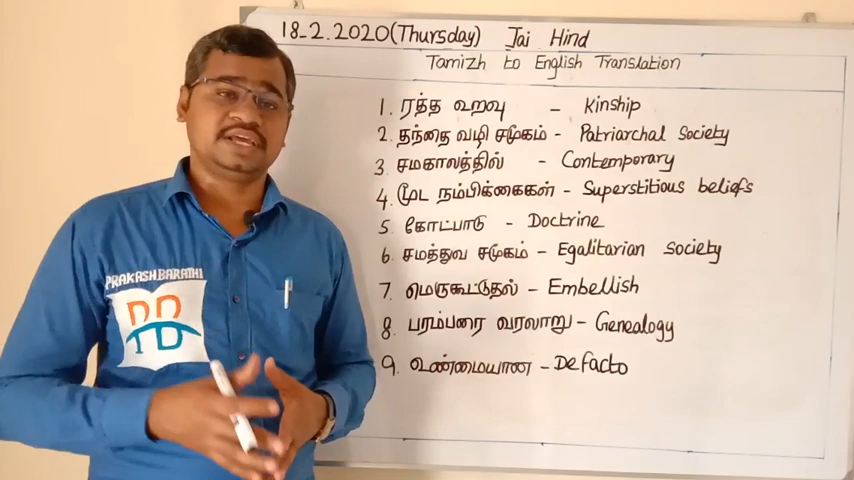 18-2.2020(Thursday) Jai Hind
Tamizh to English Translation
1. ரத்த உறவு - Kinship
2. தந்தை வழி சமூகம் - Patriarchal Society
3. சமகாலத்தில் - Contemporary
4. மூட நம்பிக்கைகள் - Superstitious beliefs
5. கோட்பாடு - Doctrine
6. சமத்துவ சமூகம் - Egalitarian Society
7. மெருகூட்டுதல் - Embellish
8. பரம்பரை வரலாறு - Genealogy
9. உண்மையான - Defacto
PRAKASH.BARATHI